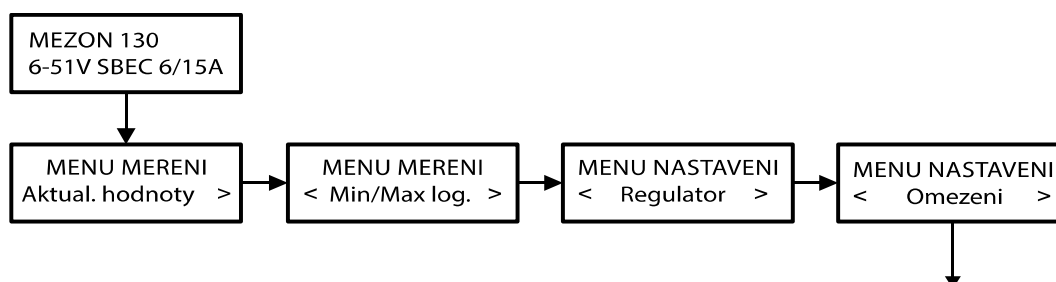 MEZON 130
6-51V SBEC 6/15A
MENU MERENI
Aktual. hodnoty >
MENU MERENI
< Min/Max log. >
MENU NASTAVENI
< Regulator >
MENU NASTAVENI
< Omezeni >